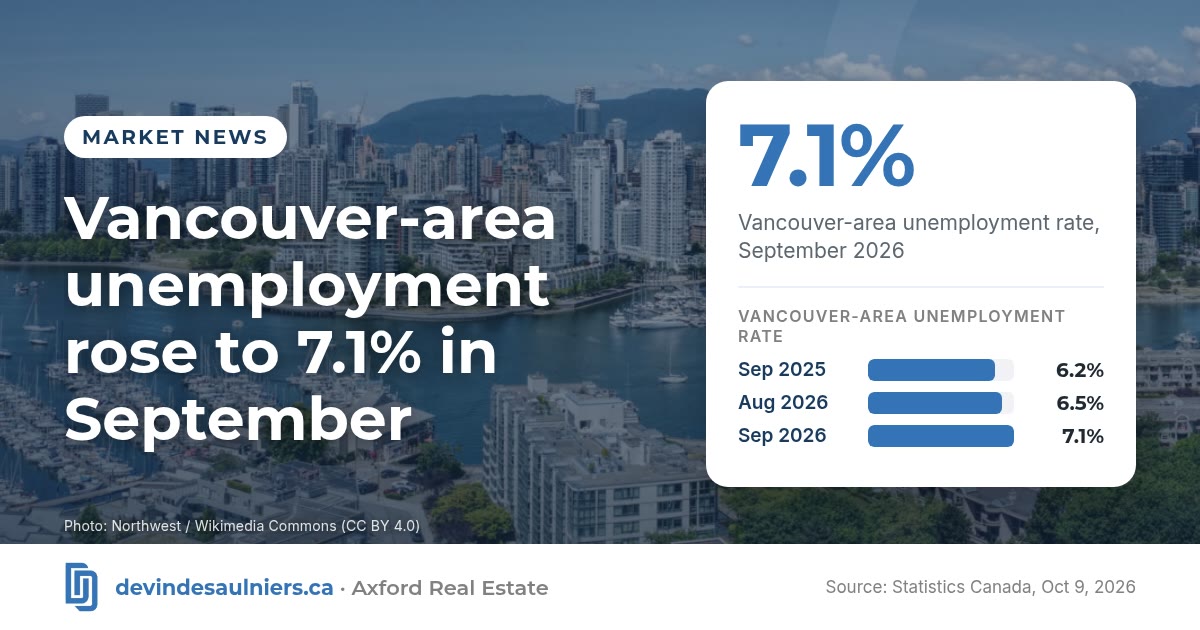 MARKET NEWS
Vancouver-area
unemployment
rose to 7.1% in
September
Photo: Northwest / Wikimedia Commons (CC BY 4.0)
7.1%
Vancouver-area unemployment rate,
September 2026
VANCOUVER-AREA UNEMPLOYMENT
RATE
Sep 2025 6.2%
Aug 2026 6.5%
Sep 2026 7.1%
devindesaulniers.ca · Axford Real Estate
Source: Statistics Canada, Oct 9, 2026